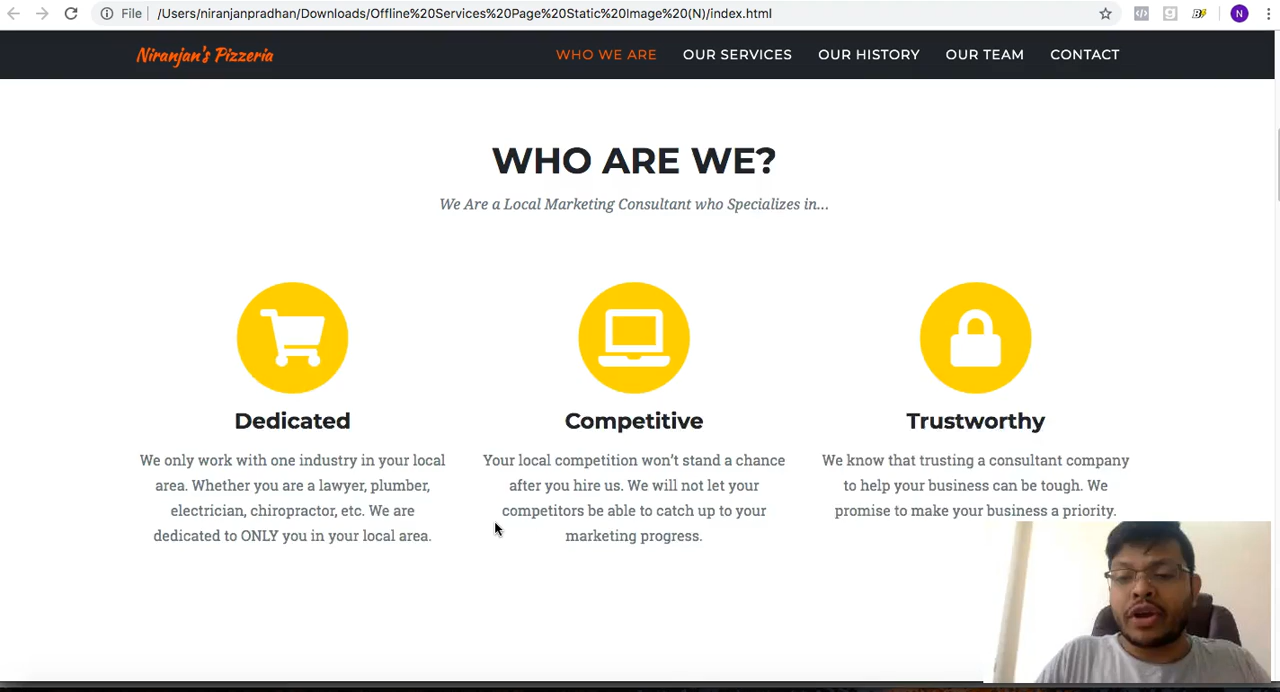 File /Users/niranjanpradhan/Downloads/Offline%20Services%20Page%20Static%20Image%20(N)/index.html
N
Niranjan's Pizzeria
WHO WE ARE OUR SERVICES OUR HISTORY OUR TEAM CONTACT
WHO ARE WE?
We Are a Local Marketing Consultant who Specializes in...
Dedicated
We only work with one industry in your local
area. Whether you are a lawyer, plumber,
electrician, chiropractor, etc. We are
dedicated to ONLY you in your local area.
Competitive
Your local competition won’t stand a chance
after you hire us. We will not let your
competitors be able to catch up to your
marketing progress.
Trustworthy
We know that trusting a consultant company
to help your business can be tough. We
promise to make your business a priority.